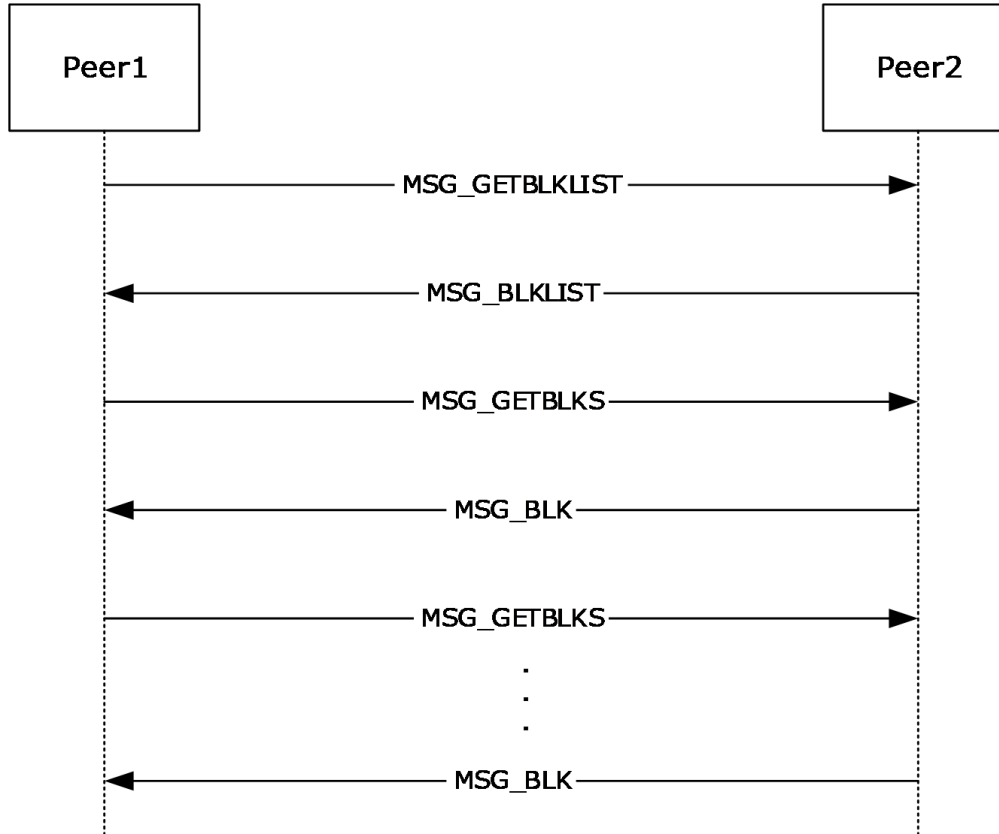 Peer1
Peer2
MSG_GETBLKLIST
MSG_BLKLIST
MSG_GETBLKS
MSG_BLK
MSG_GETBLKS
.
.
.
MSG_BLK